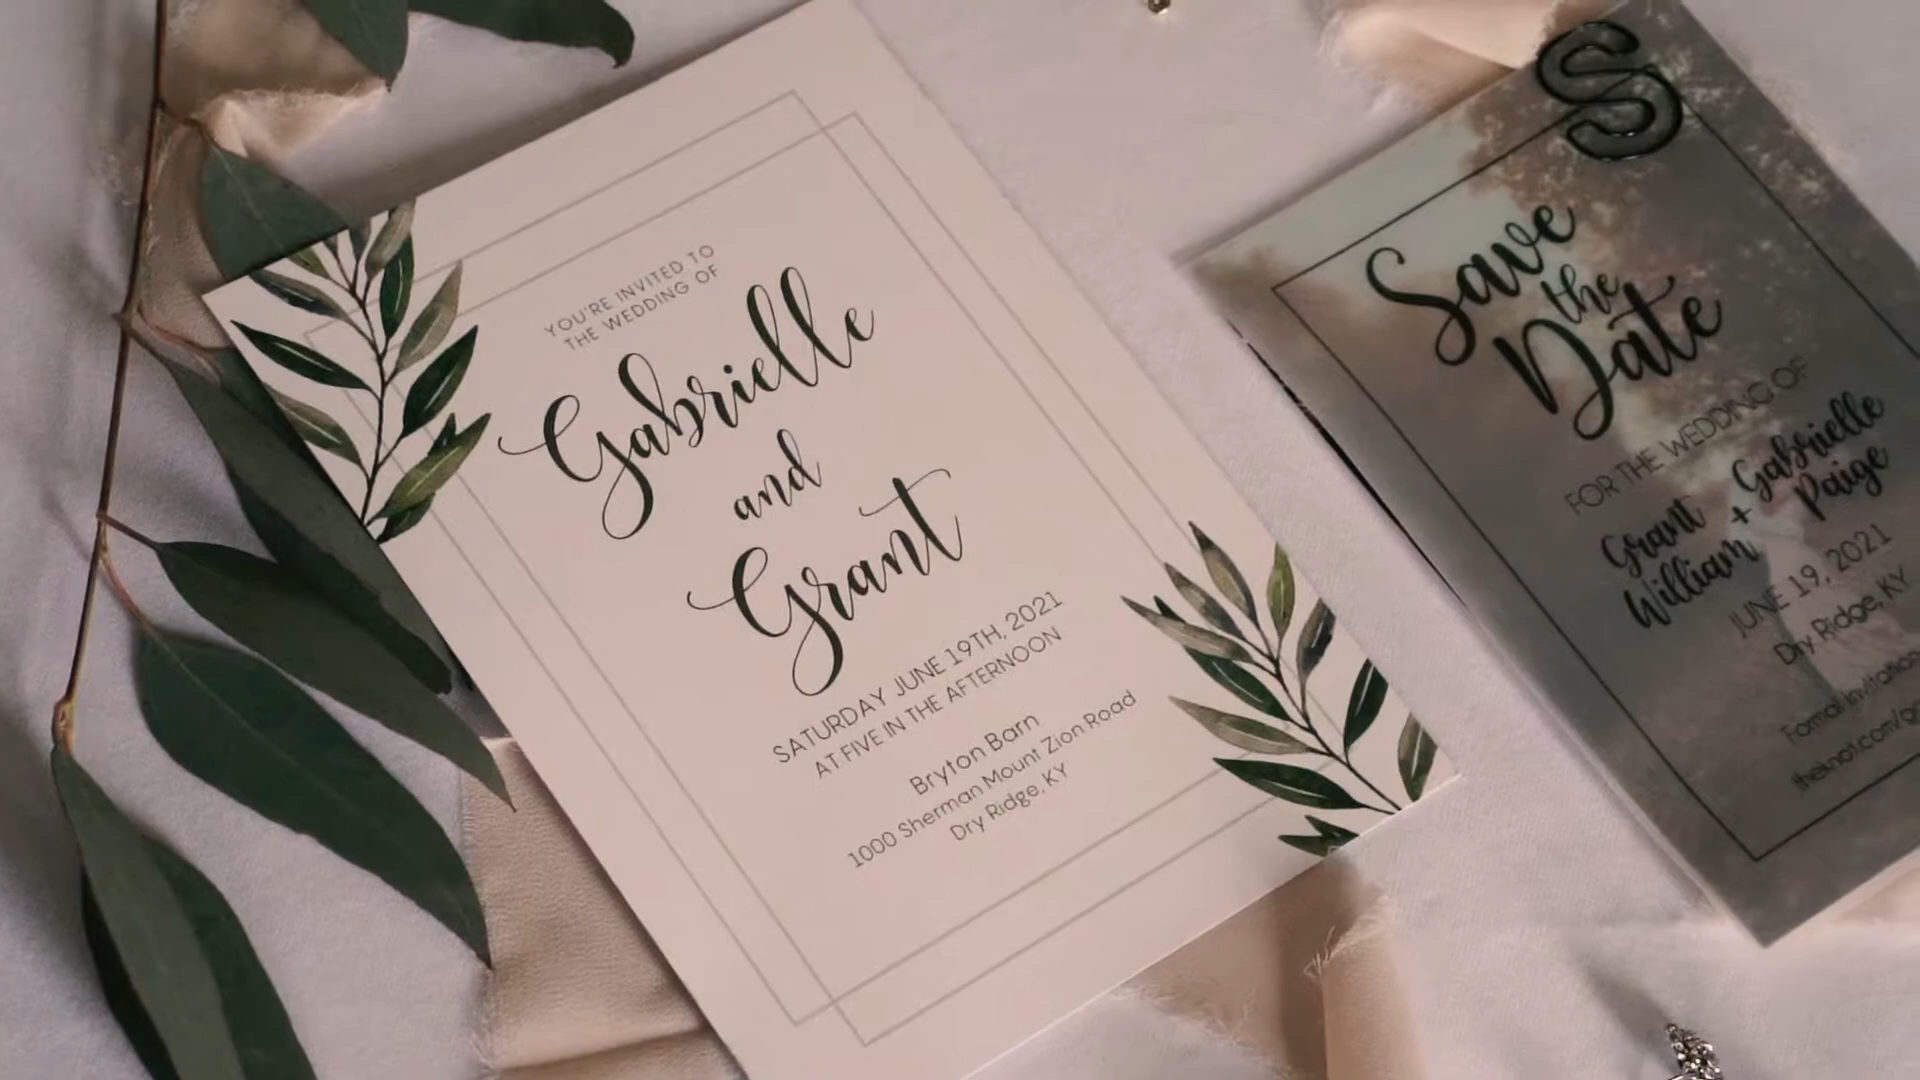 YOU'RE INVITED TO
THE WEDDING OF
Gabrielle
and
Grant
SATURDAY JUNE 19TH, 2021
AT FIVE IN THE AFTERNOON
Bryton Barn
1000 Sherman Mount Zion Road
Dry Ridge, KY
S
Save
the
Date
FOR THE WEDDING OF
Grant
William
+
Gabrielle
Paige
JUNE 19, 2021
Dry Ridge, KY
Formal Invitation